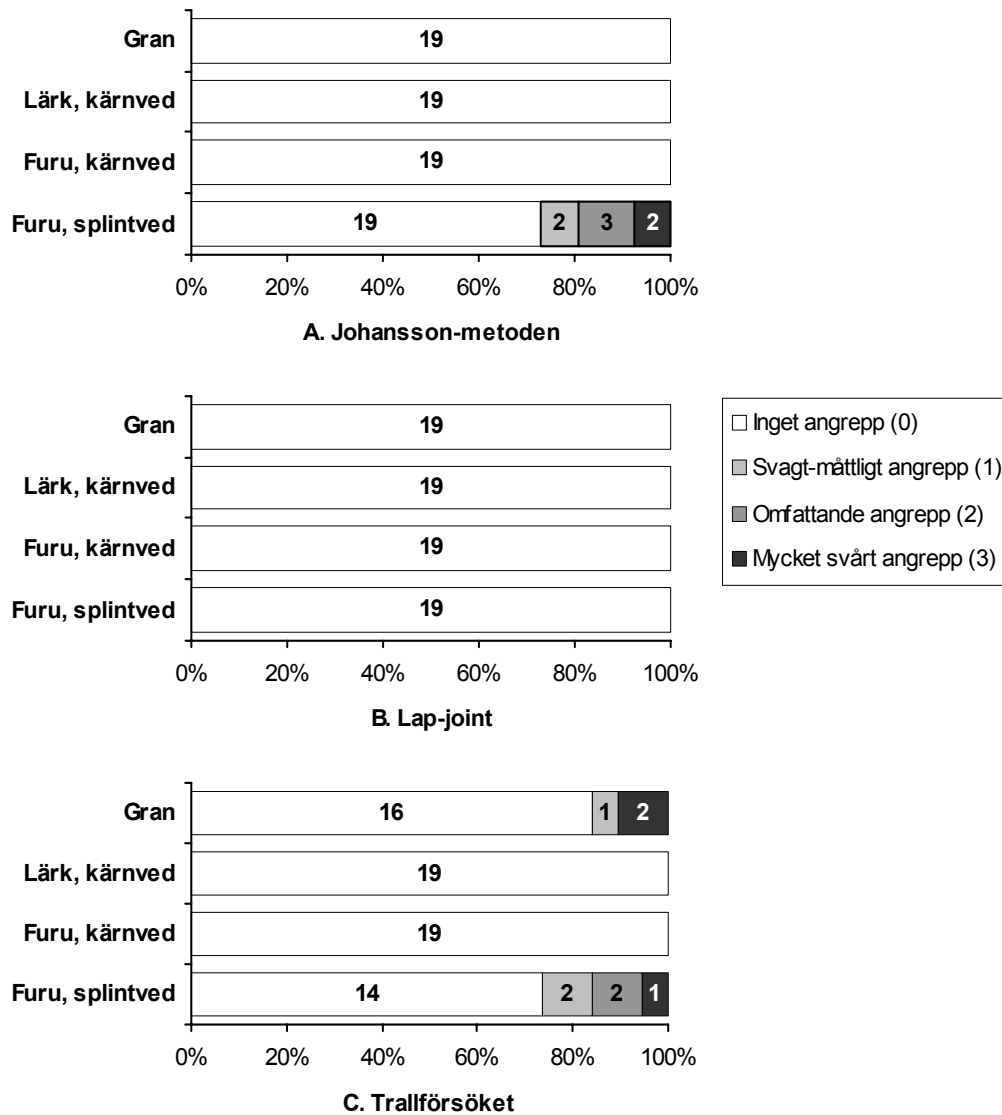 Gran 19
Lärk, kärnved 19
Furu, kärnved 19
Furu, splintved 19 2 3 2
0% 20% 40% 60% 80% 100%
A. Johansson-metoden
Gran 19
Lärk, kärnved 19
Furu, kärnved 19
Furu, splintved 19
0% 20% 40% 60% 80% 100%
B. Lap-joint
Inget angrepp (0)
Svagt-måttligt angrepp (1)
Omfattande angrepp (2)
Mycket svårt angrepp (3)
Gran 16 1 2
Lärk, kärnved 19
Furu, kärnved 19
Furu, splintved 14 2 2 1
0% 20% 40% 60% 80% 100%
C. Trallförsöket